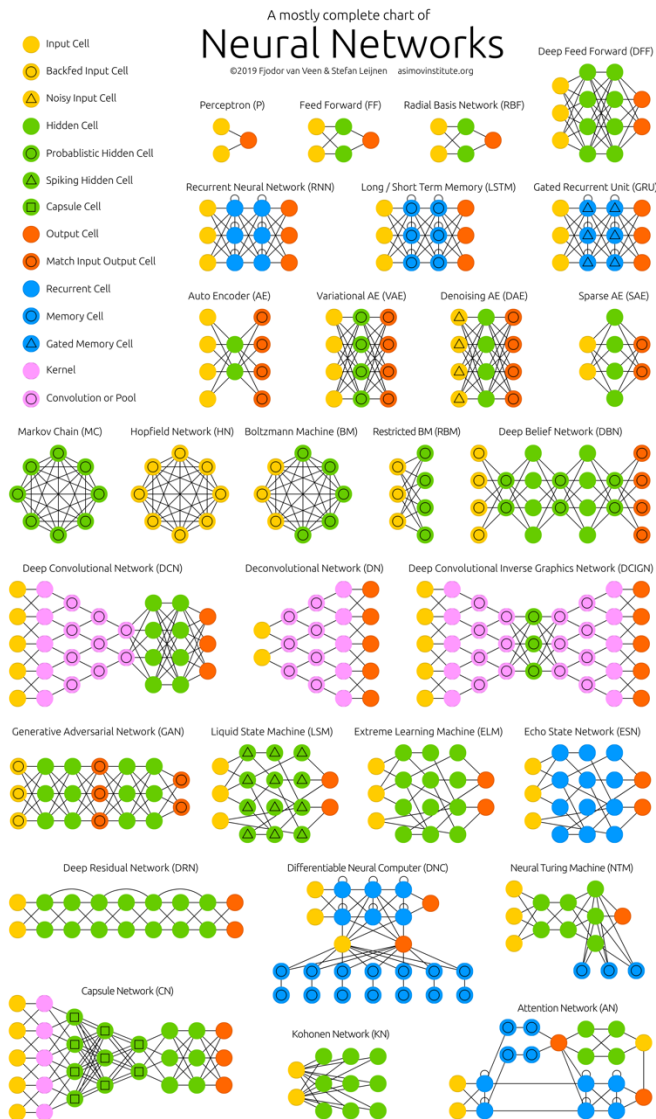 A mostly complete chart of
Neural Networks
©2019 Fjodor van Veen & Stefan Leijnen asimovinstitute.org
Input Cell
Backfed Input Cell
Noisy Input Cell
Hidden Cell
Probablistic Hidden Cell
Spiking Hidden Cell
Capsule Cell
Output Cell
Match Input Output Cell
Recurrent Cell
Memory Cell
Gated Memory Cell
Kernel
Convolution or Pool
Deep Feed Forward (DFF)
Perceptron (P)
Feed Forward (FF)
Radial Basis Network (RBF)
Recurrent Neural Network (RNN)
Long / Short Term Memory (LSTM)
Gated Recurrent Unit (GRU)
Auto Encoder (AE)
Variational AE (VAE)
Denoising AE (DAE)
Sparse AE (SAE)
Markov Chain (MC)
Hopfield Network (HN)
Boltzmann Machine (BM)
Restricted BM (RBM)
Deep Belief Network (DBN)
Deep Convolutional Network (DCN)
Deconvolutional Network (DN)
Deep Convolutional Inverse Graphics Network (DCIGN)
Generative Adversarial Network (GAN)
Liquid State Machine (LSM)
Extreme Learning Machine (ELM)
Echo State Network (ESN)
Deep Residual Network (DRN)
Differentiable Neural Computer (DNC)
Neural Turing Machine (NTM)
Capsule Network (CN)
Kohonen Network (KN)
Attention Network (AN)